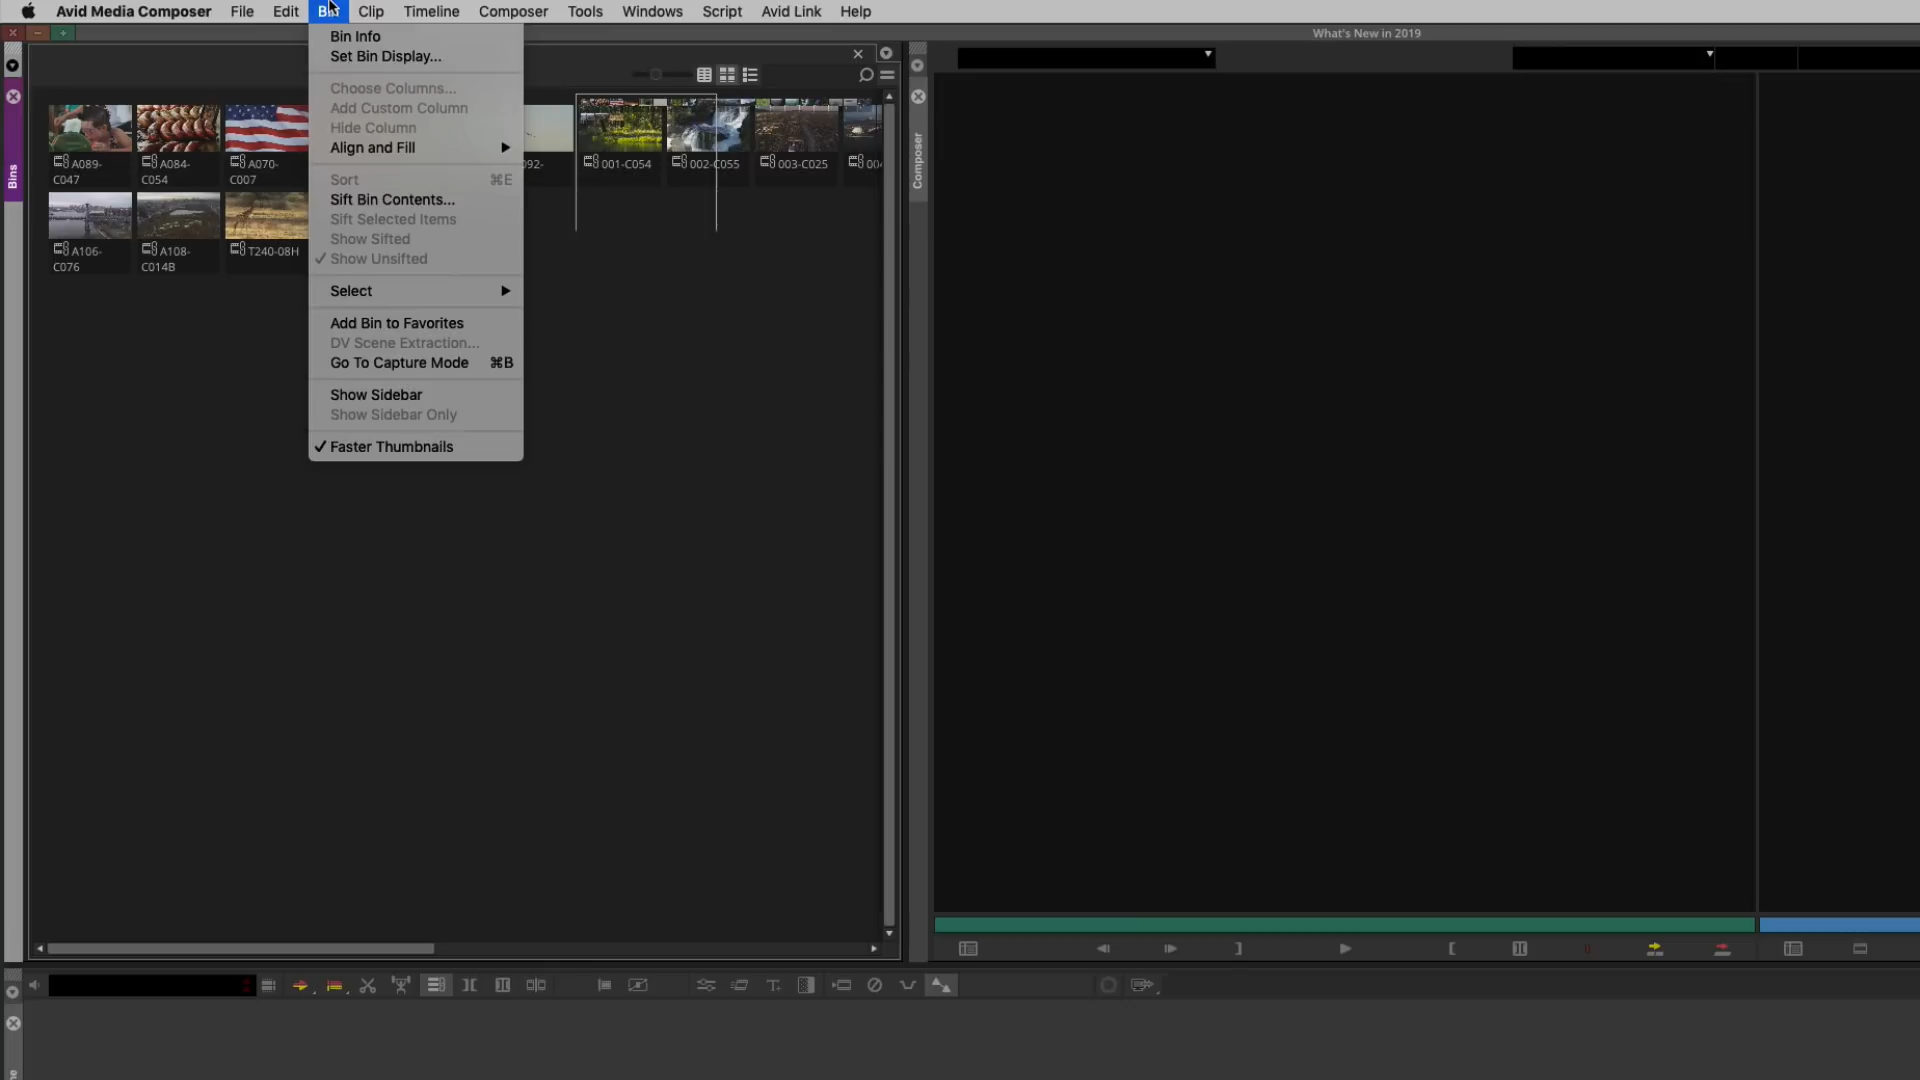 Avid Media Composer File Edit Bin Clip Timeline Composer Tools Windows Script Avid Link Help
What's New in 2019
Bin Info
Set Bin Display...
Choose Columns...
Add Custom Column
Hide Column
Align and Fill
Sort ⌘E
Sift Bin Contents...
Sift Selected Items
Show Sifted
✓ Show Unsifted
Select
Add Bin to Favorites
DV Scene Extraction...
Go To Capture Mode ⌘B
Show Sidebar
Show Sidebar Only
✓ Faster Thumbnails
Bins
Composer
A089-
C047
A084-
C054
A070-
C007
001-C054
002-C055
003-C025
A106-
C076
A108-
C014B
T240-08H